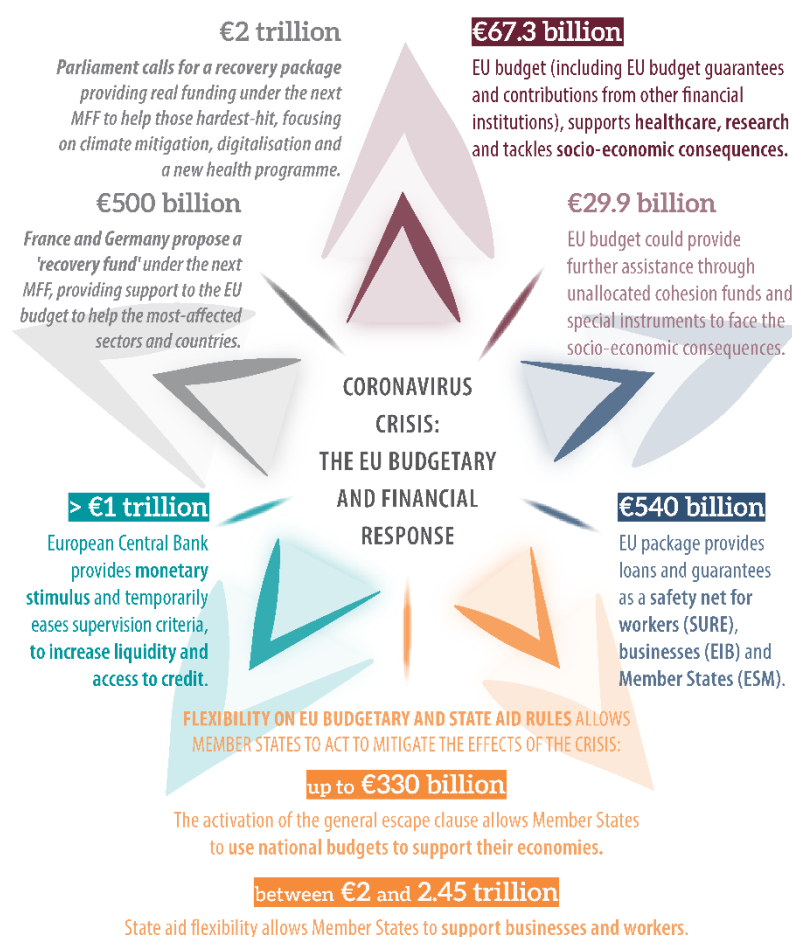 €2 trillion
Parliament calls for a recovery package
providing real funding under the next
MFF to help those hardest-hit, focusing
on climate mitigation, digitalisation and
a new health programme.
€67.3 billion
EU budget (including EU budget guarantees
and contributions from other financial
institutions), supports healthcare, research
and tackles socio-economic consequences.
€500 billion
France and Germany propose a
'recovery fund' under the next
MFF, providing support to the EU
budget to help the most-affected
sectors and countries.
€29.9 billion
EU budget could provide
further assistance through
unallocated cohesion funds and
special instruments to face the
socio-economic consequences.
CORONAVIRUS
CRISIS:
THE EU BUDGETARY
AND FINANCIAL
RESPONSE
> €1 trillion
European Central Bank
provides monetary
stimulus and temporarily
eases supervision criteria,
to increase liquidity and
access to credit.
€540 billion
EU package provides
loans and guarantees
as a safety net for
workers (SURE),
businesses (EIB) and
Member States (ESM).
FLEXIBILITY ON EU BUDGETARY AND STATE AID RULES ALLOWS
MEMBER STATES TO ACT TO MITIGATE THE EFFECTS OF THE CRISIS:
up to €330 billion
The activation of the general escape clause allows Member States
to use national budgets to support their economies.
between €2 and 2.45 trillion
State aid flexibility allows Member States to support businesses and workers.